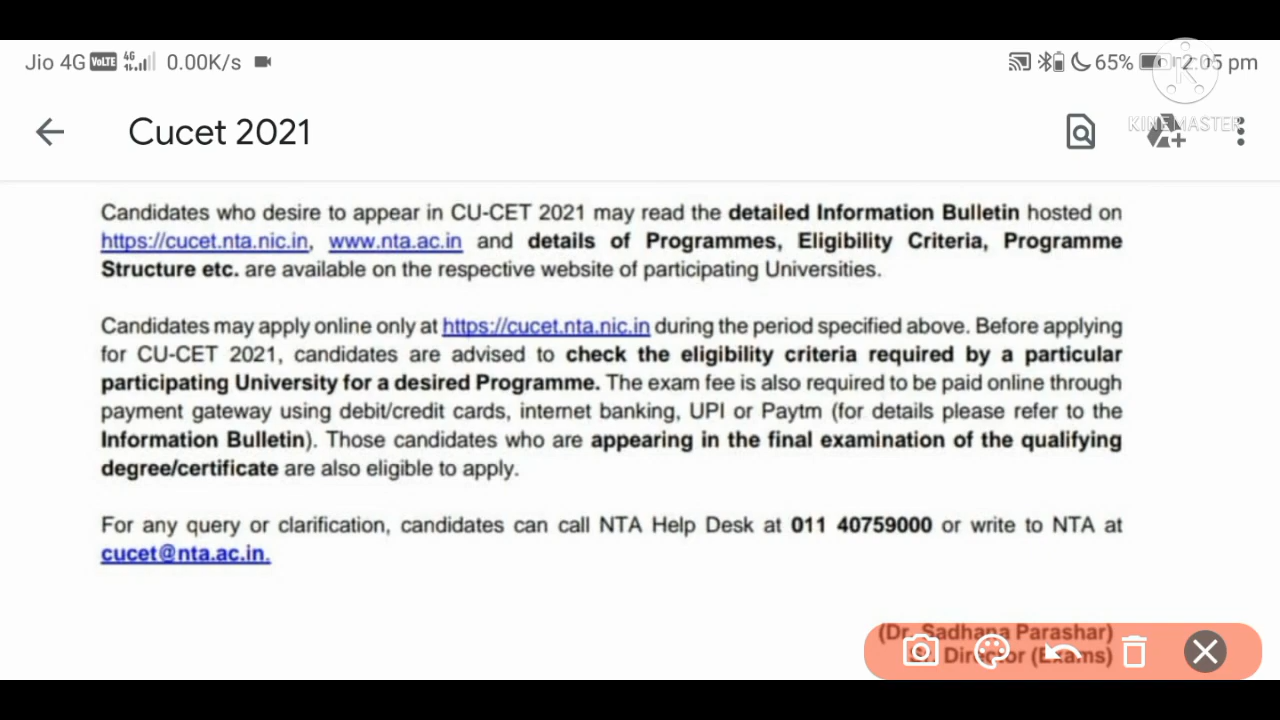 Jio 4G VoLTE 4G 0.00K/s 65% 2:05 pm
KINEMASTER
Cucet 2021
Candidates who desire to appear in CU-CET 2021 may read the detailed Information Bulletin hosted on
https://cucet.nta.nic.in, www.nta.ac.in and details of Programmes, Eligibility Criteria, Programme
Structure etc. are available on the respective website of participating Universities.
Candidates may apply online only at https://cucet.nta.nic.in during the period specified above. Before applying
for CU-CET 2021, candidates are advised to check the eligibility criteria required by a particular
participating University for a desired Programme. The exam fee is also required to be paid online through
payment gateway using debit/credit cards, internet banking, UPI or Paytm (for details please refer to the
Information Bulletin). Those candidates who are appearing in the final examination of the qualifying
degree/certificate are also eligible to apply.
For any query or clarification, candidates can call NTA Help Desk at 011 40759000 or write to NTA at
cucet@nta.ac.in.
(Dr. Sadhana Parashar)
Director (Exams)